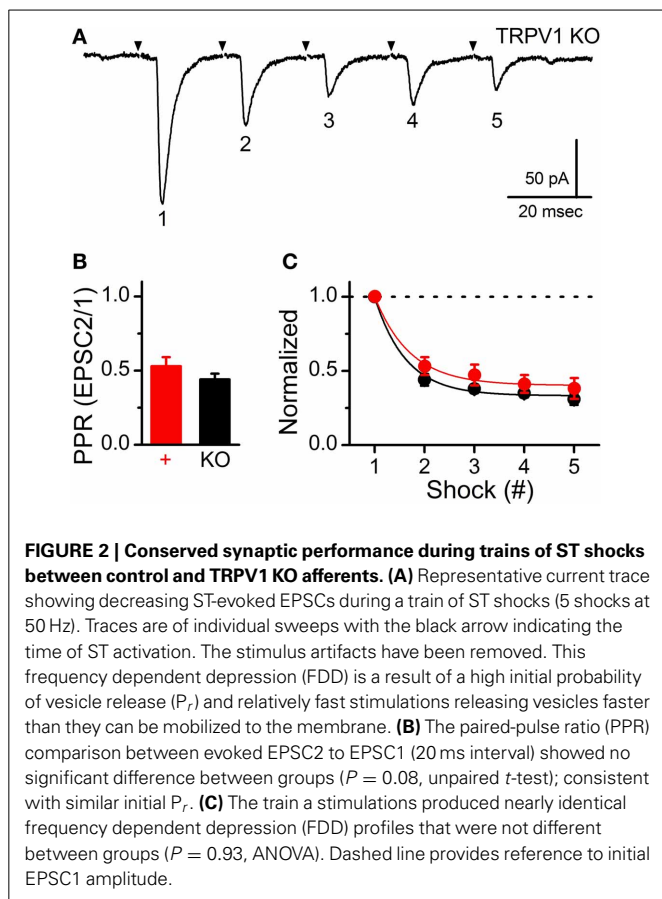 A
TRPV1 KO
1
2
3
4
5
50 pA
20 msec
B
C
PPR (EPSC2/1)
1.0
0.5
0.0
+
KO
Normalized
1.0
0.5
0.0
1 2 3 4 5
Shock (#)
FIGURE 2 | Conserved synaptic performance during trains of ST shocks
between control and TRPV1 KO afferents. (A) Representative current trace
showing decreasing ST-evoked EPSCs during a train of ST shocks (5 shocks at
50 Hz). Traces are of individual sweeps with the black arrow indicating the
time of ST activation. The stimulus artifacts have been removed. This
frequency dependent depression (FDD) is a result of a high initial probability
of vesicle release (Pr) and relatively fast stimulations releasing vesicles faster
than they can be mobilized to the membrane. (B) The paired-pulse ratio (PPR)
comparison between evoked EPSC2 to EPSC1 (20 ms interval) showed no
significant difference between groups (P = 0.08, unpaired t-test); consistent
with similar initial Pr. (C) The train a stimulations produced nearly identical
frequency dependent depression (FDD) profiles that were not different
between groups (P = 0.93, ANOVA). Dashed line provides reference to initial
EPSC1 amplitude.